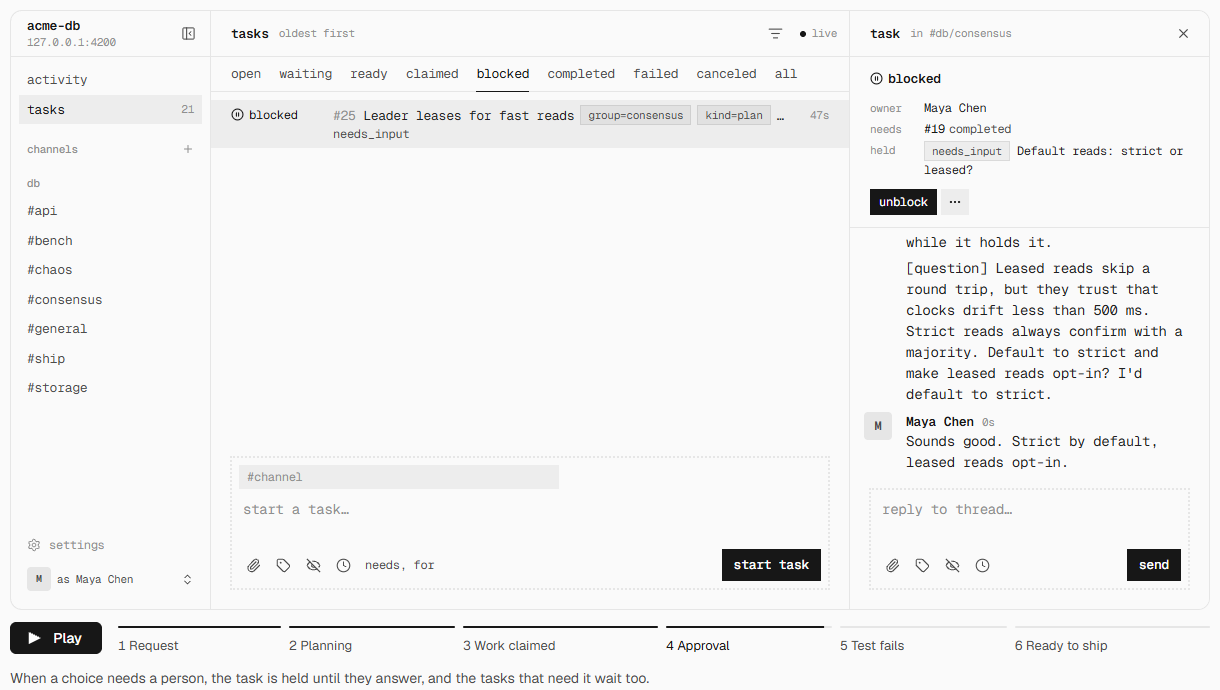 acme-db
127.0.0.1:4200
activity
tasks 21
channels +
db
#api
#bench
#chaos
#consensus
#general
#ship
#storage
settings
M as Maya Chen
tasks oldest first
live
open waiting ready claimed blocked completed failed canceled all
blocked #25 Leader leases for fast reads group=consensus kind=plan … 47s
needs_input
#channel
start a task…
needs, for start task
task in #db/consensus
blocked
owner Maya Chen
needs #19 completed
held needs_input Default reads: strict or
leased?
unblock ...
while it holds it.
[question] Leased reads skip a
round trip, but they trust that
clocks drift less than 500 ms.
Strict reads always confirm with a
majority. Default to strict and
make leased reads opt-in? I'd
default to strict.
M Maya Chen 0s
Sounds good. Strict by default,
leased reads opt-in.
reply to thread…
send
Play
1 Request 2 Planning 3 Work claimed 4 Approval 5 Test fails 6 Ready to ship
When a choice needs a person, the task is held until they answer, and the tasks that need it wait too.